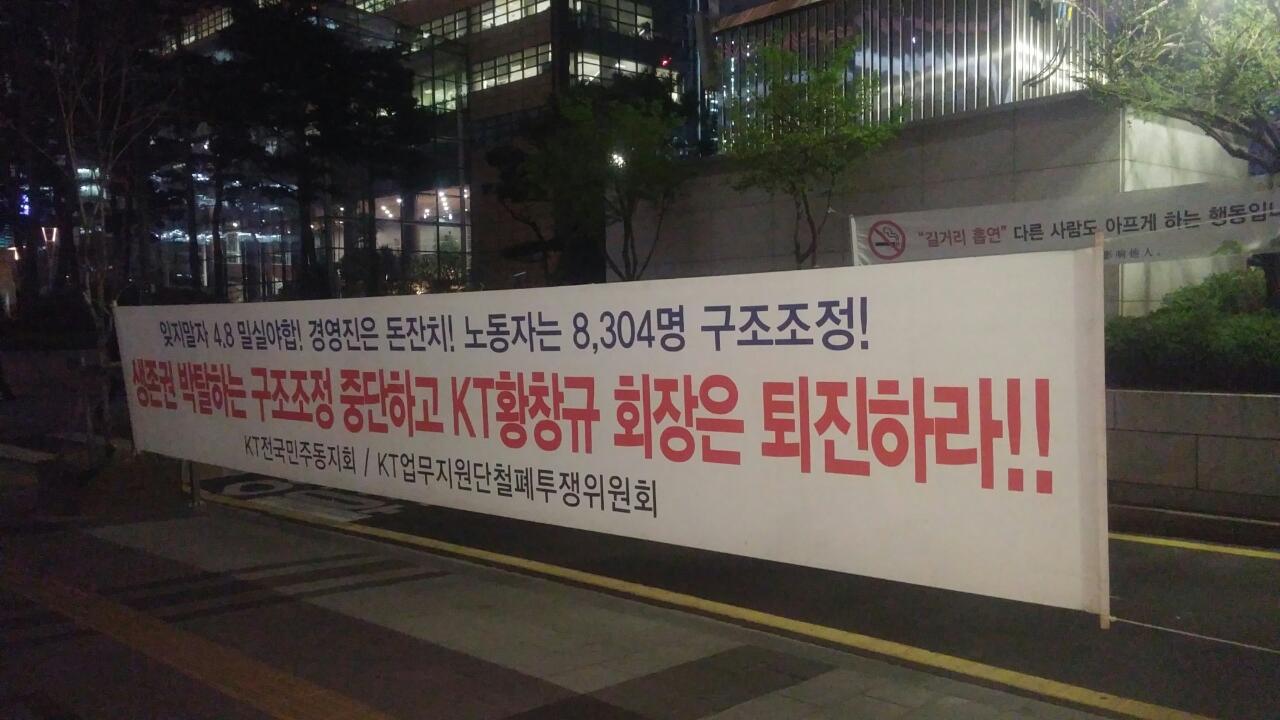 잊지말자 4.8 밀실야합! 경영진은 돈잔치! 노동자는 8,304명 구조조정!
생존권 박탈하는 구조조정 중단하고 KT황창규 회장은 퇴진하라!!
KT전국민주동지회 / KT업무지원단철폐투쟁위원회
"길거리 흡연" 다른 사람도 아프게 하는 행동입니
影响他人.